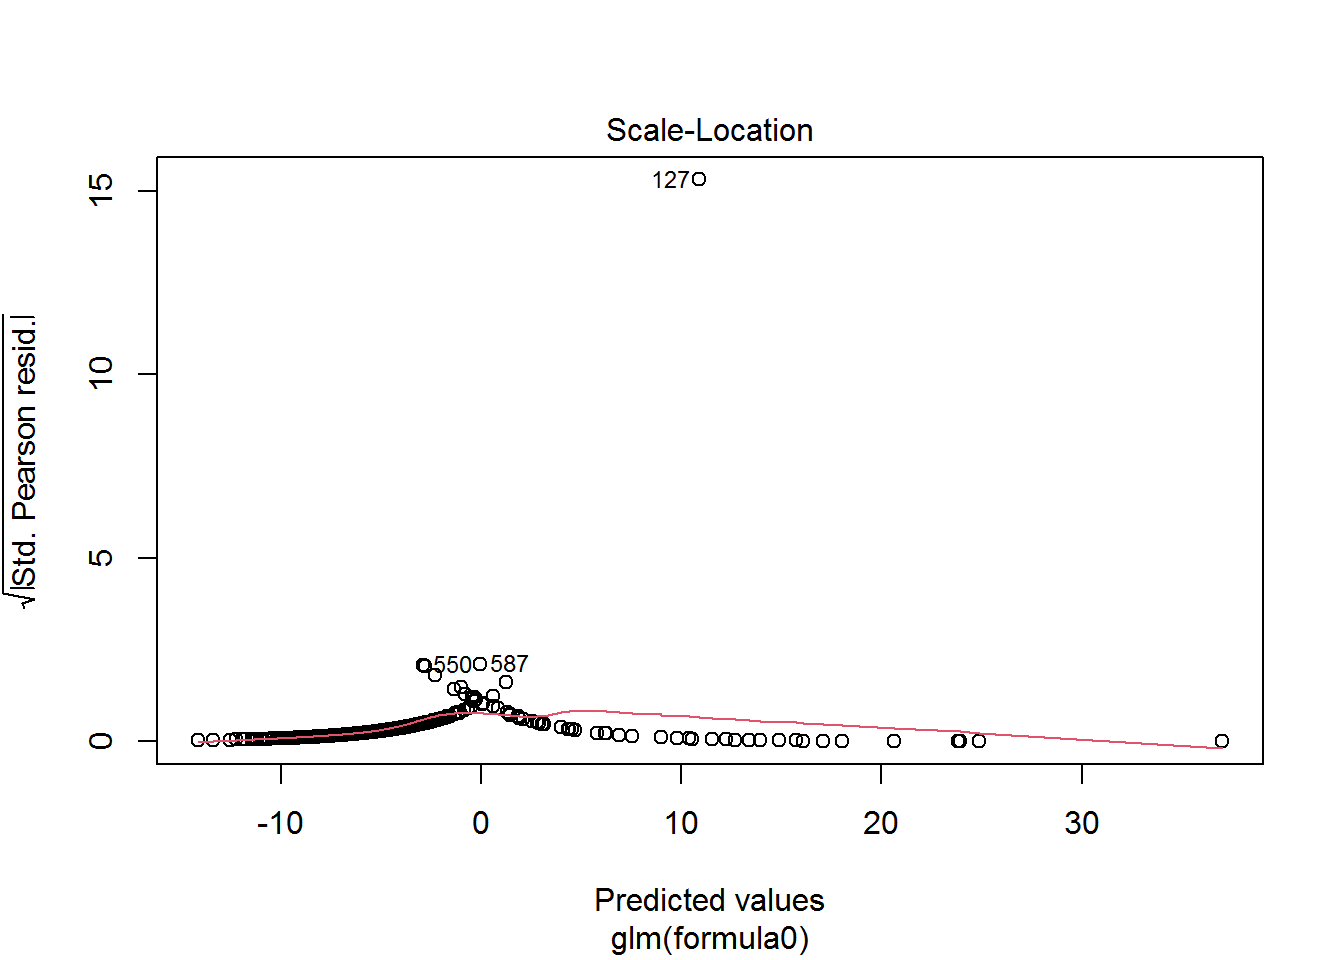 Scale-Location
√|Std. Pearson resid.|
15
10
5
0
127
550
587
-10 0 10 20 30
Predicted values
glm(formula0)